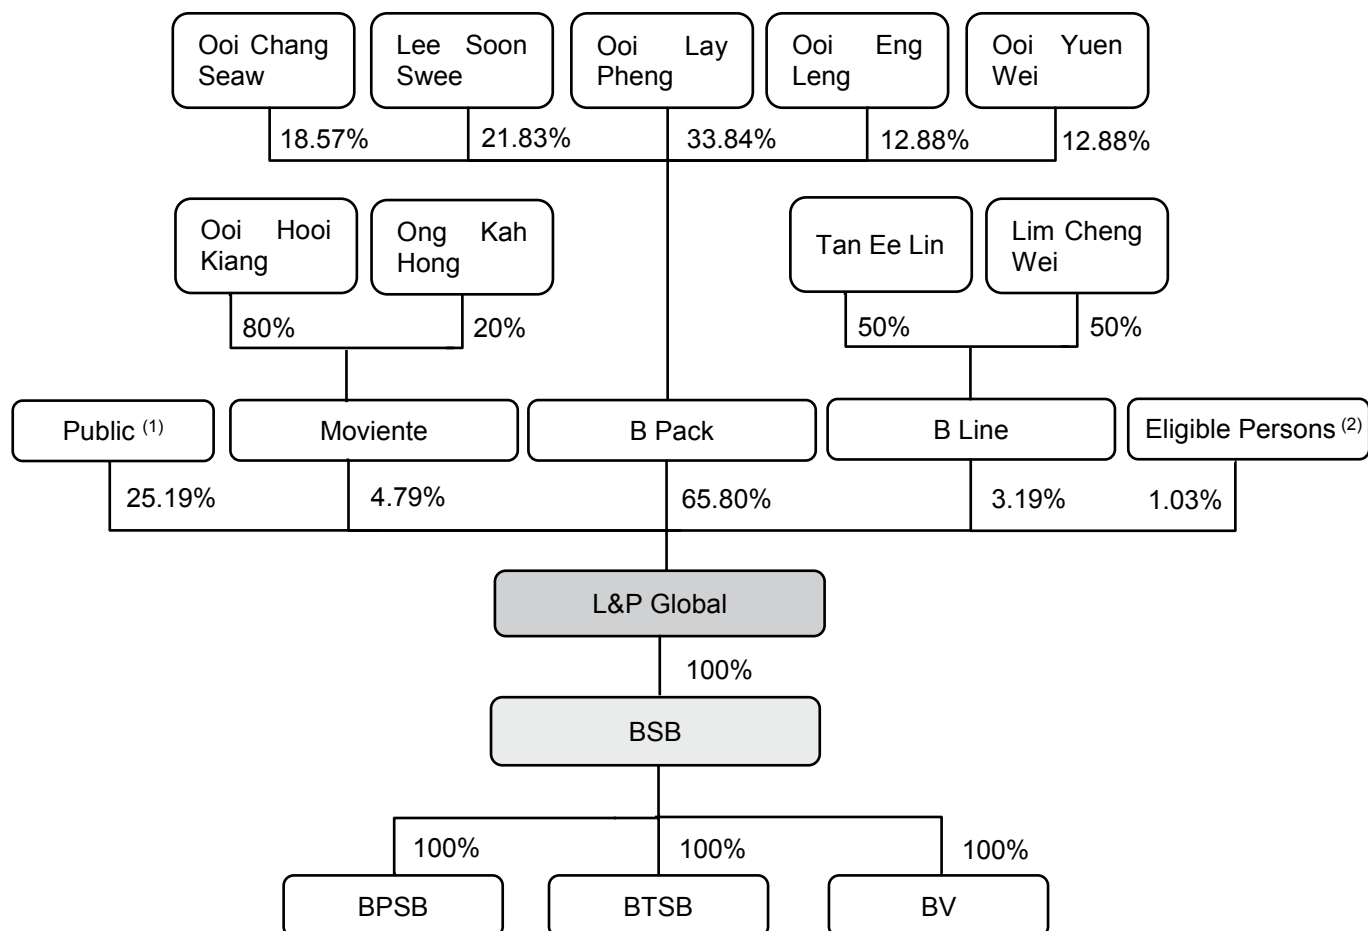 Ooi Chang
Seaw
Lee Soon
Swee
Ooi Lay
Pheng
Ooi Eng
Leng
Ooi Yuen
Wei
18.57%
21.83%
33.84%
12.88%
12.88%
Ooi Hooi
Kiang
Ong Kah
Hong
Tan Ee Lin
Lim Cheng
Wei
80%
20%
50%
50%
Public (1)
Moviente
B Pack
B Line
Eligible Persons (2)
25.19%
4.79%
65.80%
3.19%
1.03%
L&P Global
100%
BSB
100%
100%
100%
BPSB
BTSB
BV